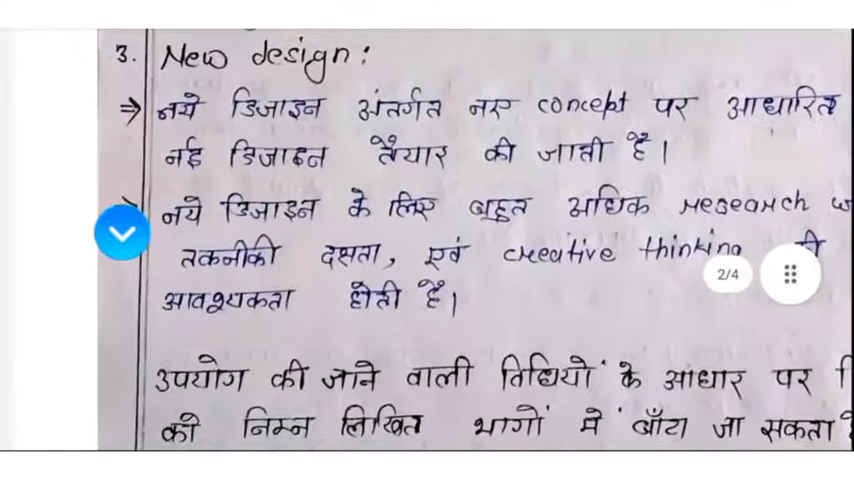 3. New design:
⇒ नये डिजाइन अंतर्गत नए concept पर आधारित
नई डिजाइन तैयार की जाती है।
नये डिजाइन के लिए बहुत अधिक research
तकनीकी दक्षता, एवं creative thinking की
2/4
आवश्यकता होती है।
उपयोग की जाने वाली विधियों के आधार पर
को निम्न लिखित भागों में बाँटा जा सकता है